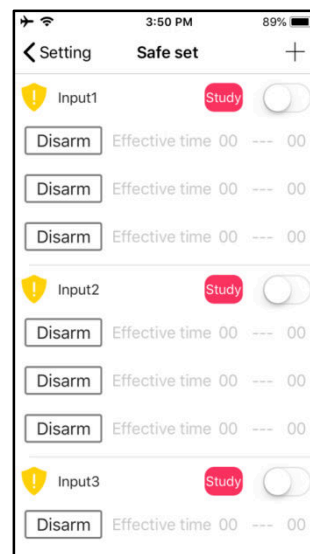 3:50 PM 89%
Setting Safe set +
Input1 Study
Disarm Effective time 00 --- 00
Disarm Effective time 00 --- 00
Disarm Effective time 00 --- 00
Input2 Study
Disarm Effective time 00 --- 00
Disarm Effective time 00 --- 00
Disarm Effective time 00 --- 00
Input3 Study
Disarm Effective time 00 --- 00